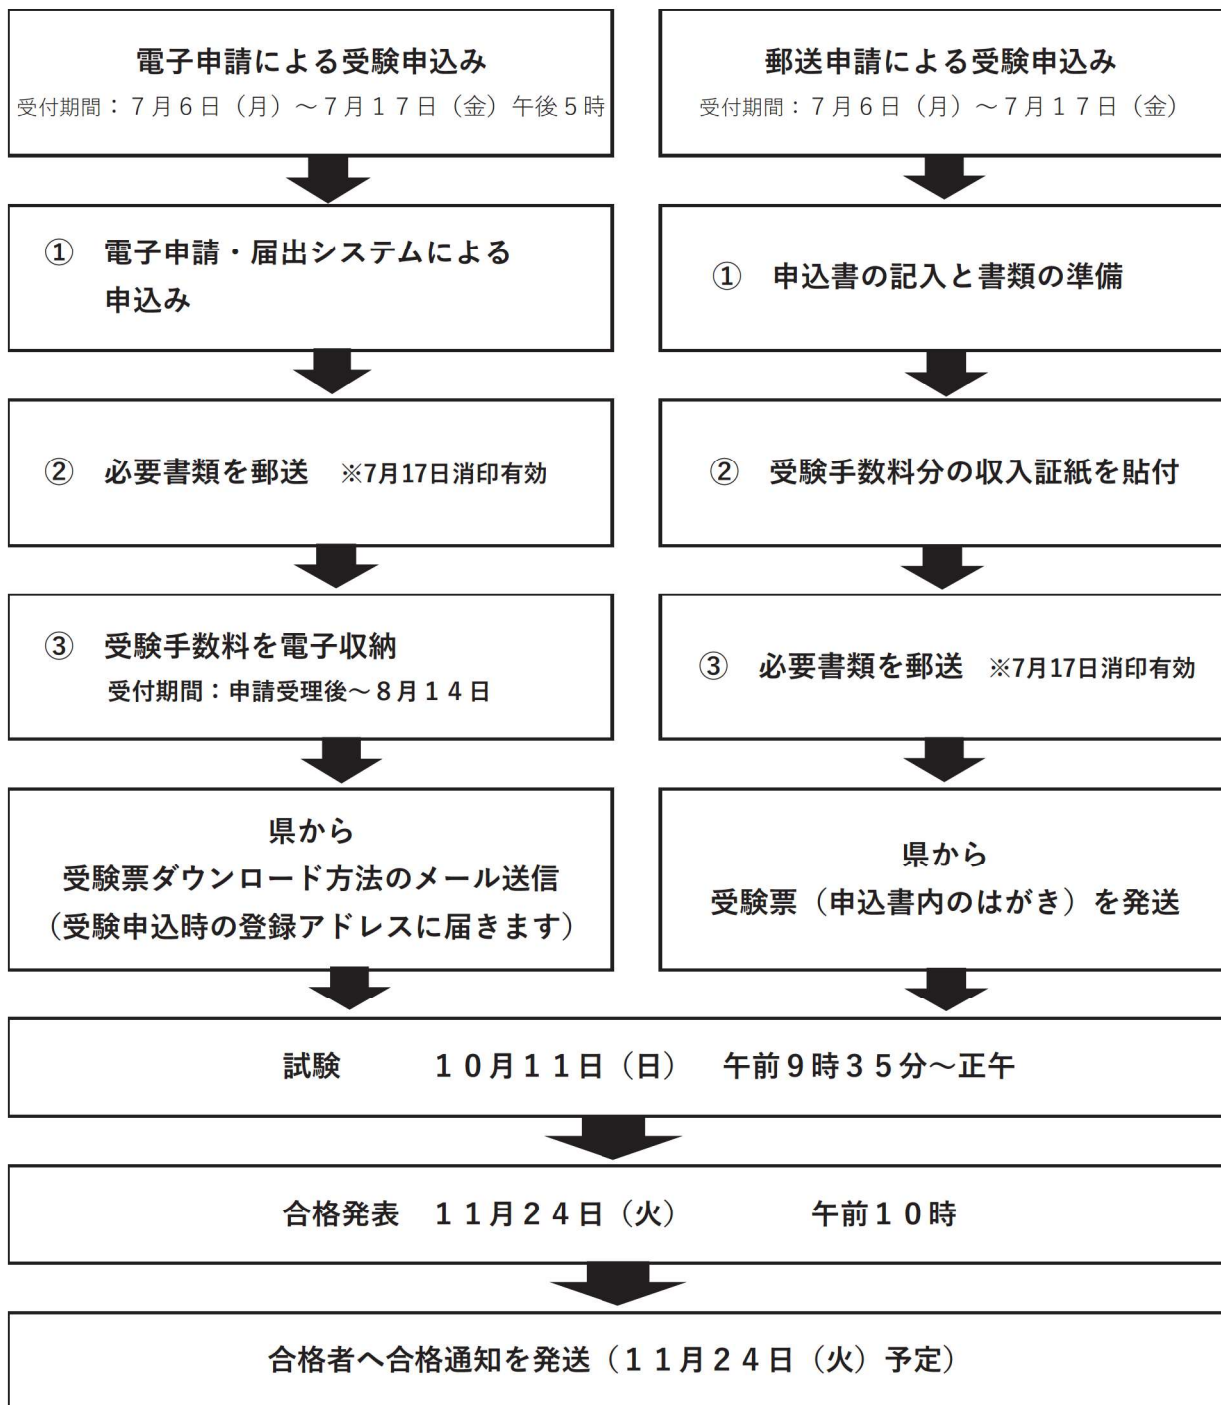 電子申請による受験申込み
受付期間：７月６日（月）～７月１７日（金）午後５時
① 電子申請・届出システムによる
申込み
② 必要書類を郵送 ※7月17日消印有効
③ 受験手数料を電子収納
受付期間：申請受理後～８月１４日
県から
受験票ダウンロード方法のメール送信
（受験申込時の登録アドレスに届きます）
郵送申請による受験申込み
受付期間：７月６日（月）～７月１７日（金）
① 申込書の記入と書類の準備
② 受験手数料分の収入証紙を貼付
③ 必要書類を郵送 ※7月17日消印有効
県から
受験票（申込書内のはがき）を発送
試験 １０月１１日（日） 午前９時３５分～正午
合格発表 １１月２４日（火） 午前１０時
合格者へ合格通知を発送（１１月２４日（火）予定）